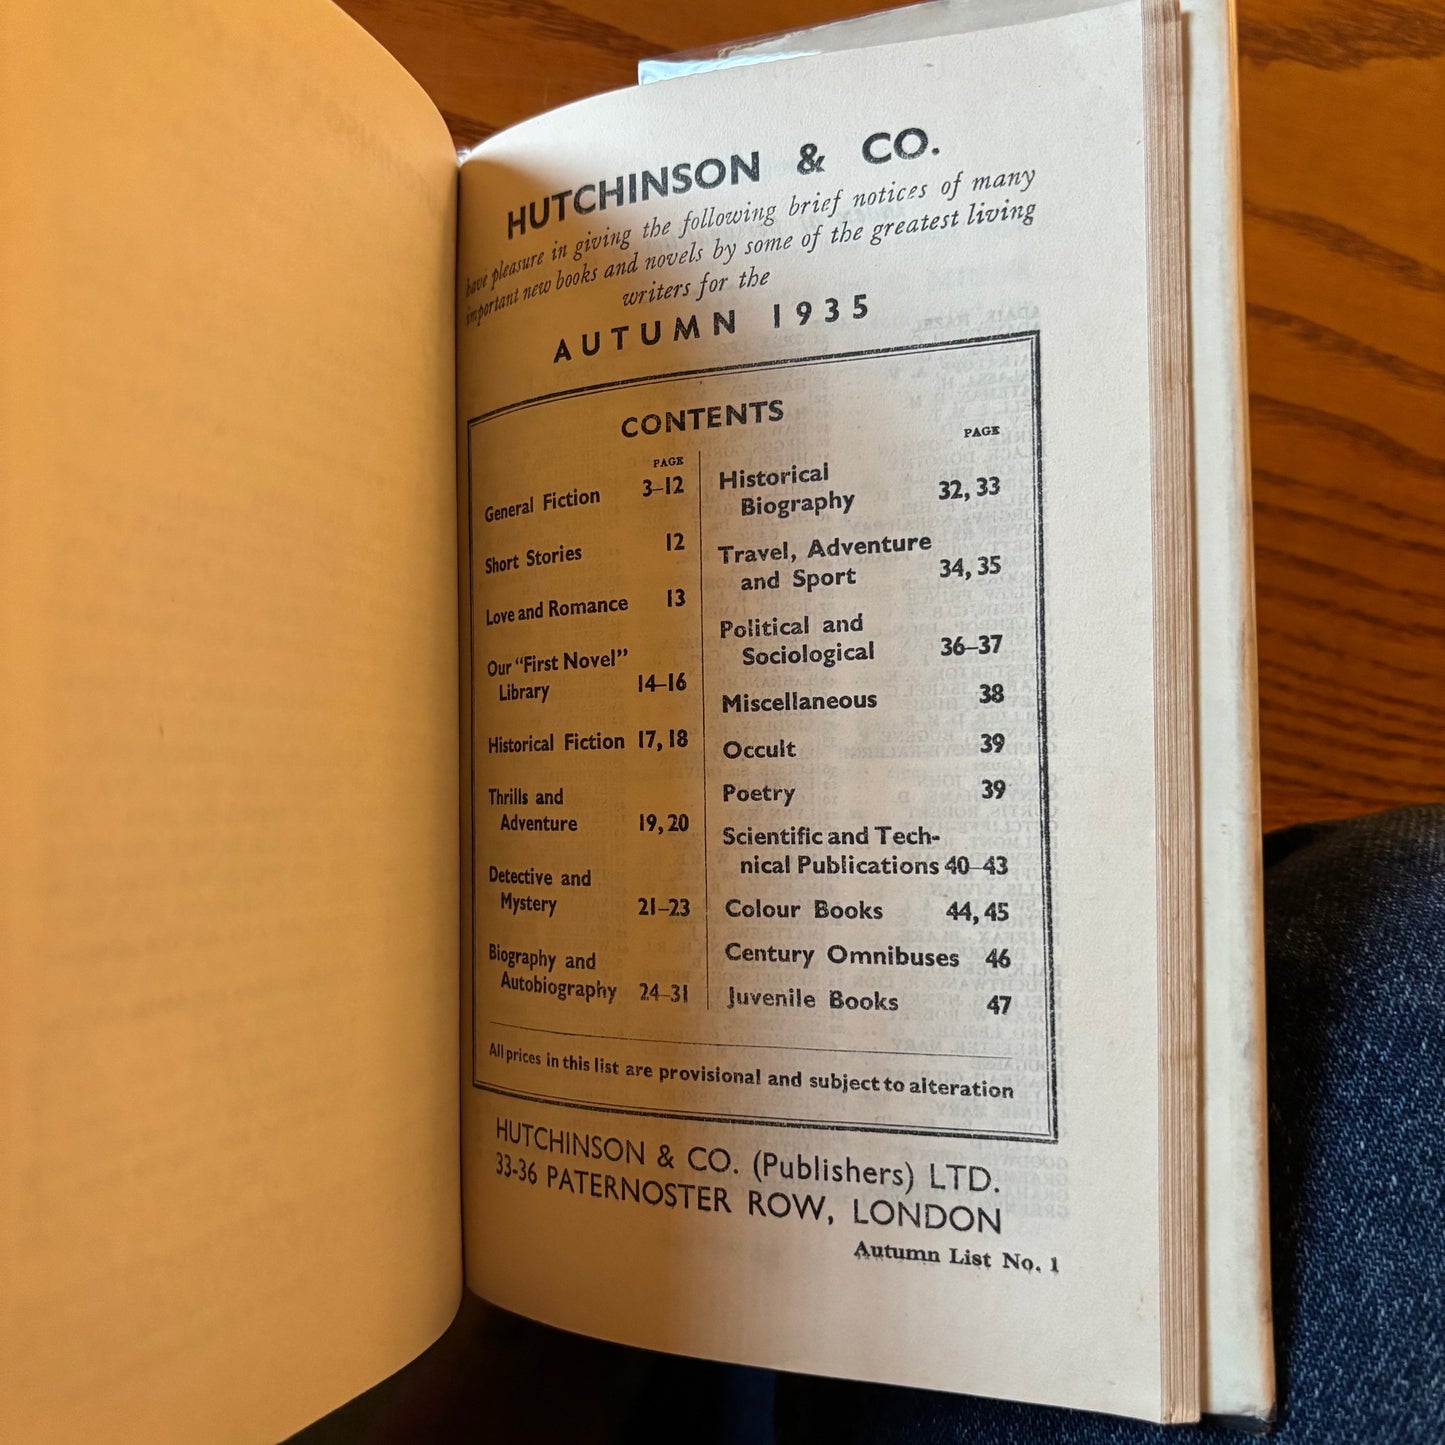 HUTCHINSON & CO.
have pleasure in giving the following brief notices of many
important new books and novels by some of the greatest living
writers for the
AUTUMN 1935
CONTENTS
PAGE
General Fiction 3–12
Short Stories 12
Love and Romance 13
Our "First Novel"
Library 14–16
Historical Fiction 17, 18
Thrills and
Adventure 19, 20
Detective and
Mystery 21–23
Biography and
Autobiography 24–31
PAGE
Historical
Biography 32, 33
Travel, Adventure
and Sport 34, 35
Political and
Sociological 36–37
Miscellaneous 38
Occult 39
Poetry 39
Scientific and Tech-
nical Publications 40–43
Colour Books 44, 45
Century Omnibuses 46
Juvenile Books 47
All prices in this list are provisional and subject to alteration
HUTCHINSON & CO. (Publishers) LTD.
33-36 PATERNOSTER ROW, LONDON
Autumn List No. 1